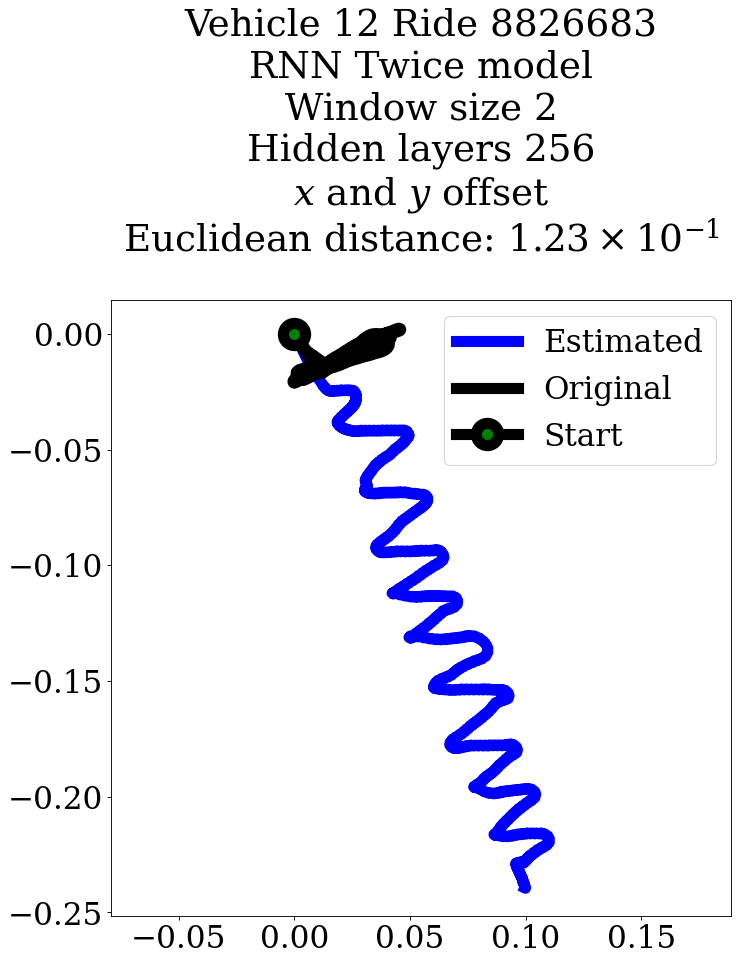 Vehicle 12 Ride 8826683
RNN Twice model
Window size 2
Hidden layers 256
x and y offset
Euclidean distance: 1.23 × 10⁻¹
Estimated
Original
Start
0.00
−0.05
−0.10
−0.15
−0.20
−0.25
−0.05 0.00 0.05 0.10 0.15